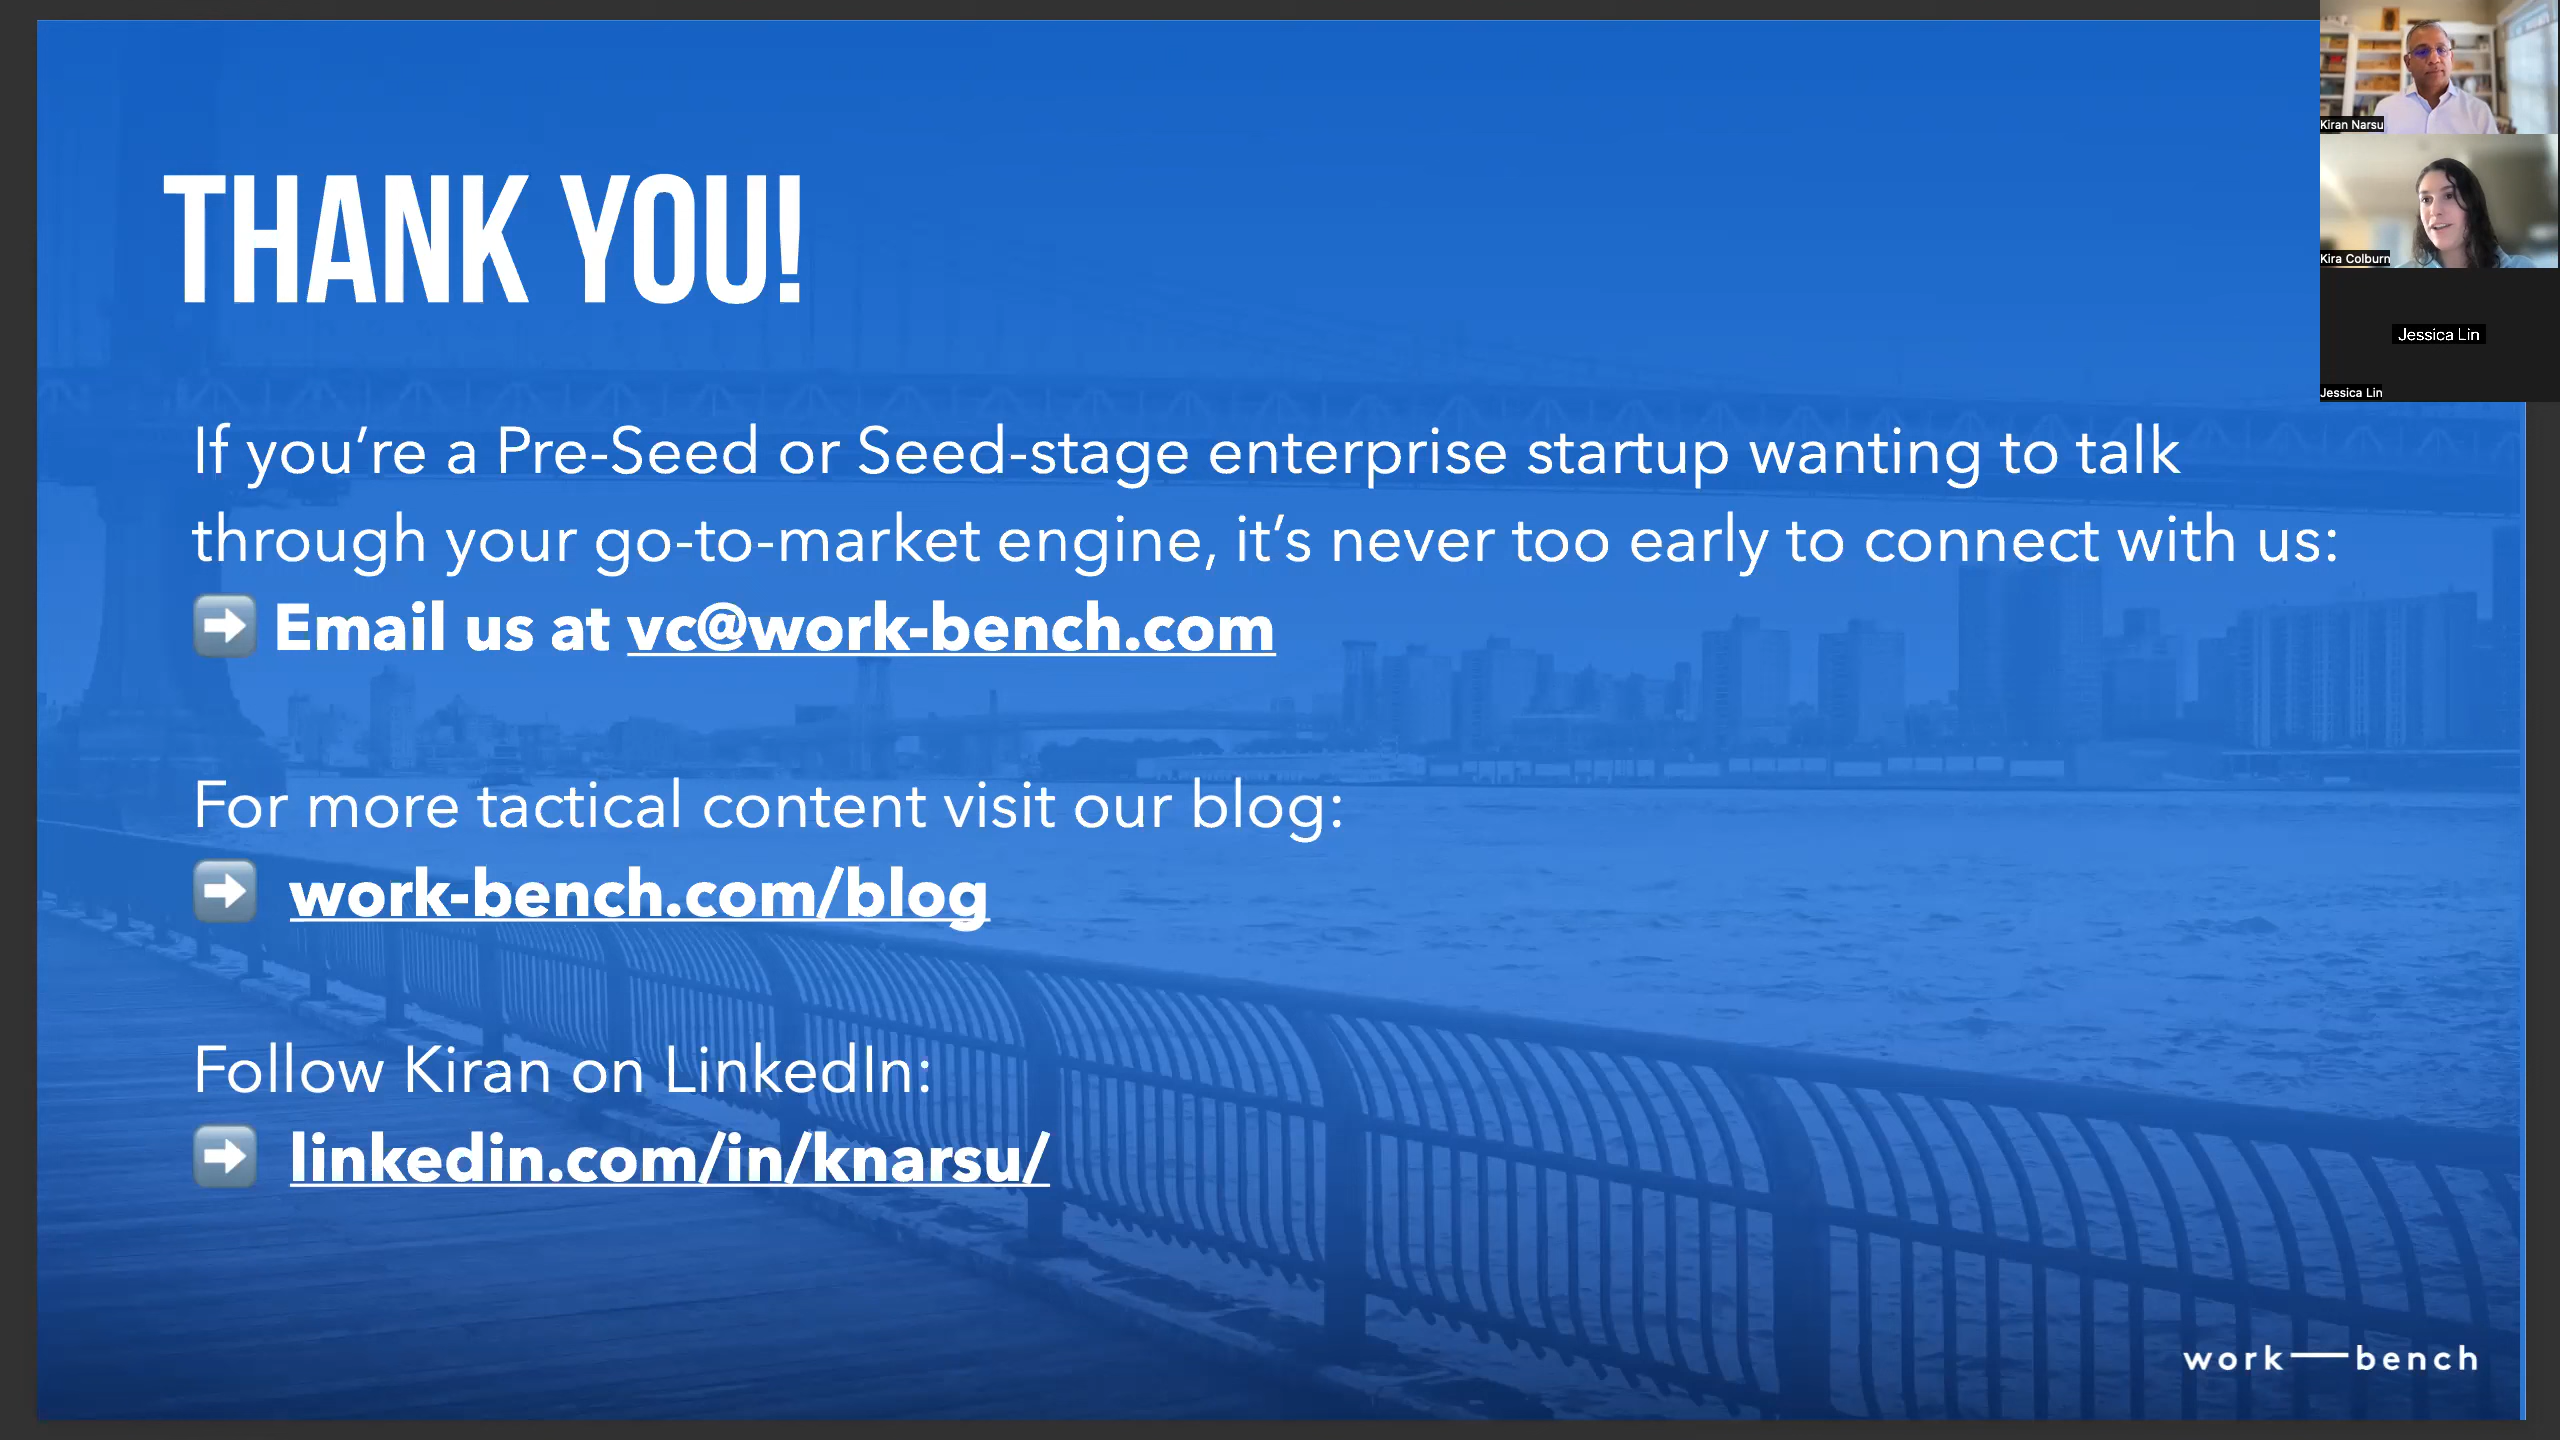 THANK YOU!
If you’re a Pre-Seed or Seed-stage enterprise startup wanting to talk
through your go-to-market engine, it’s never too early to connect with us:
➡️ Email us at vc@work-bench.com
For more tactical content visit our blog:
➡️ work-bench.com/blog
Follow Kiran on LinkedIn:
➡️ linkedin.com/in/knarsu/
work—bench
Kiran Narsu
Kira Colburn
Jessica Lin
Jessica Lin